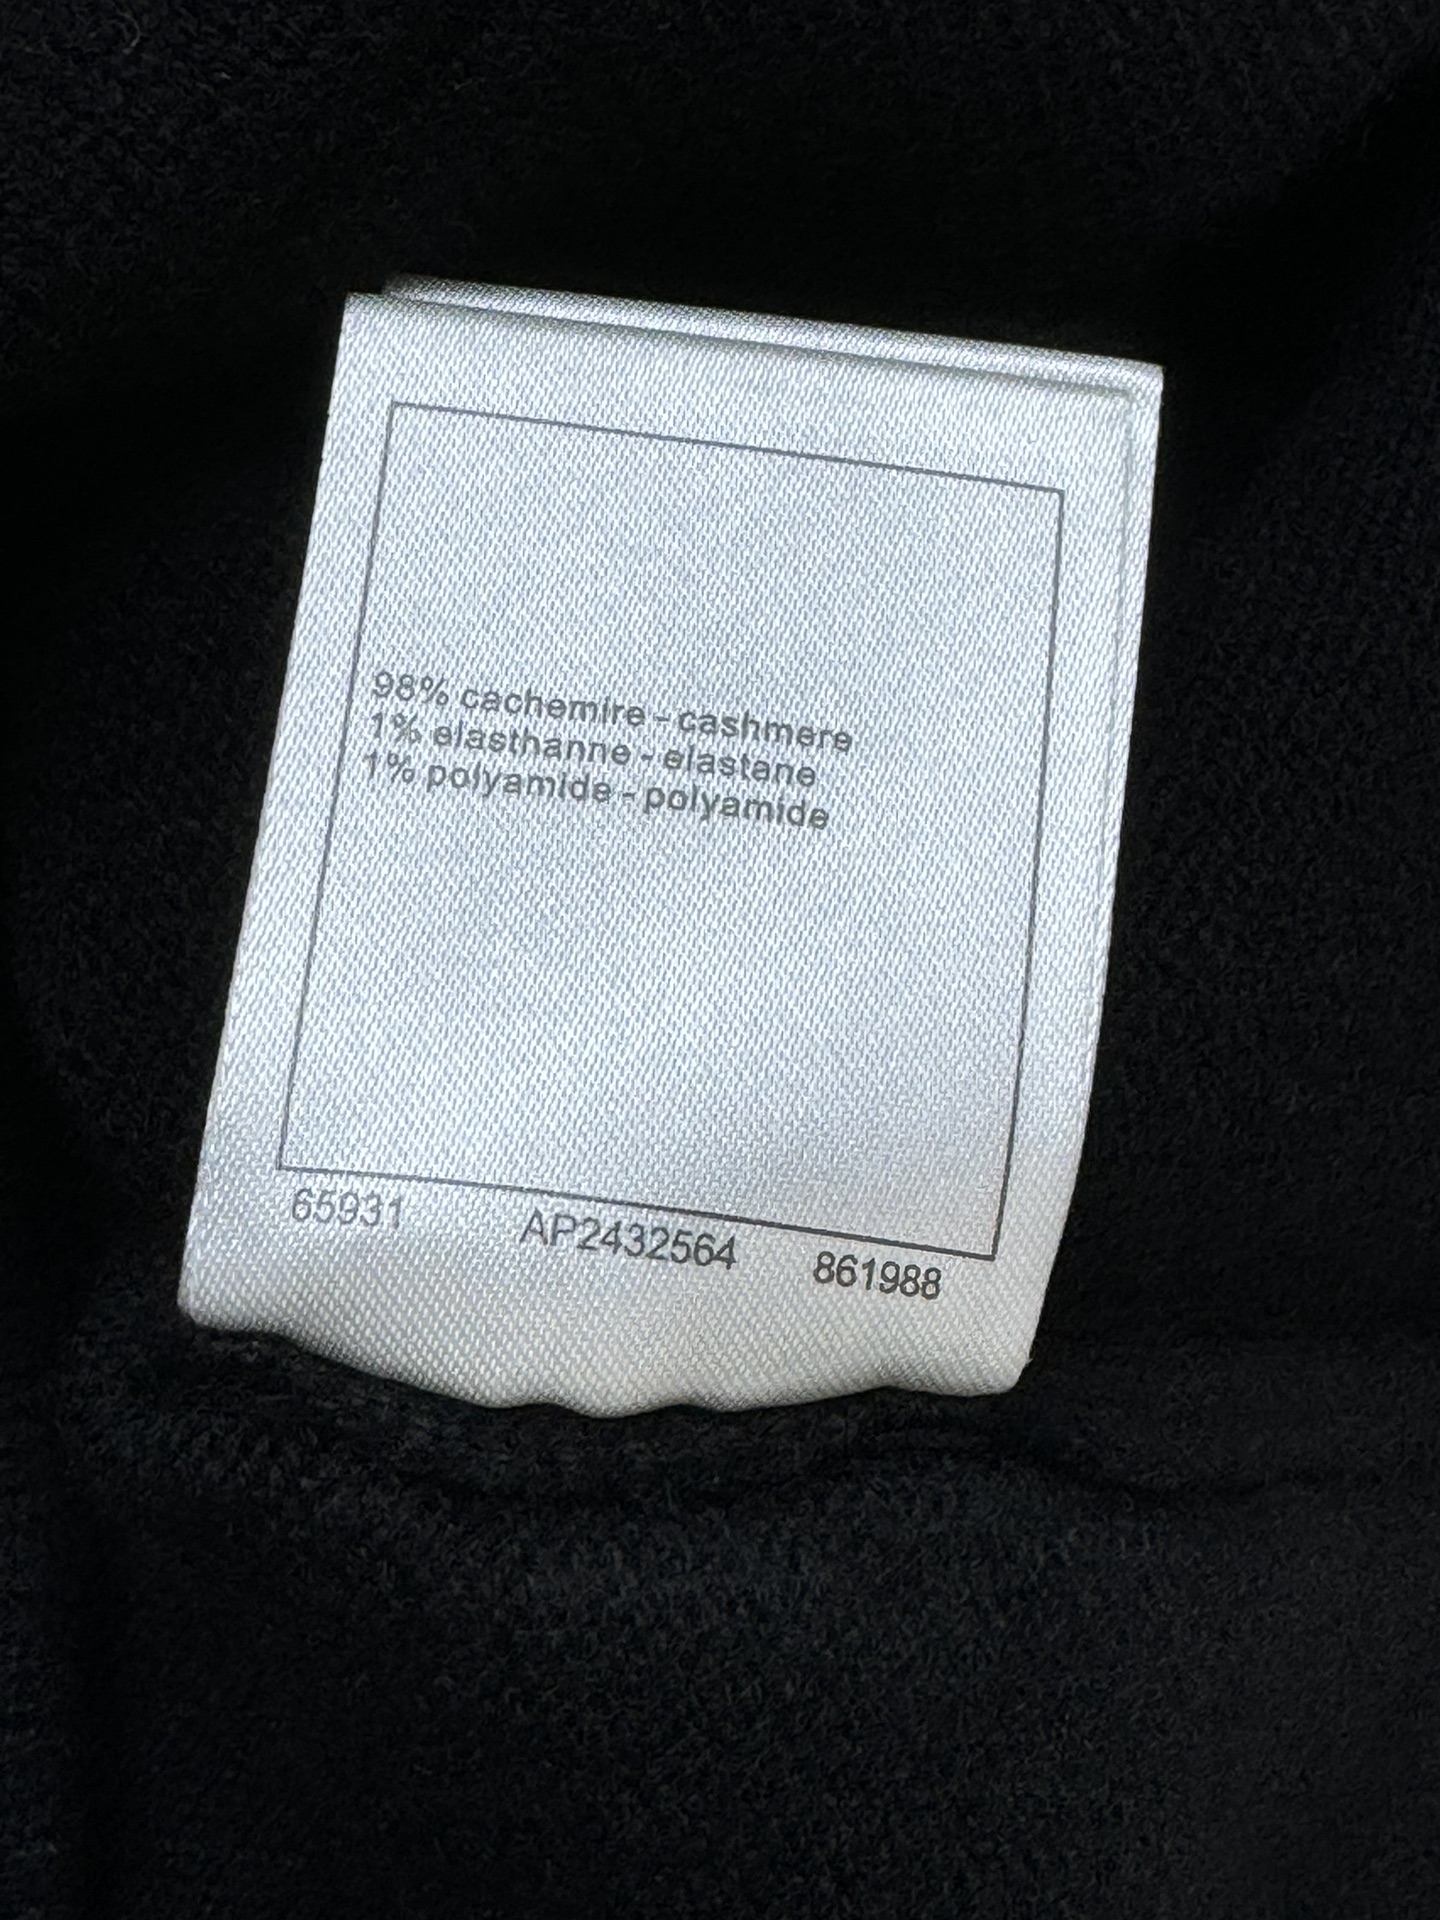 98% cachemire - cashmere
1% elasthanne - elastane
1% polyamide - polyamide
65931 AP2432564 861988